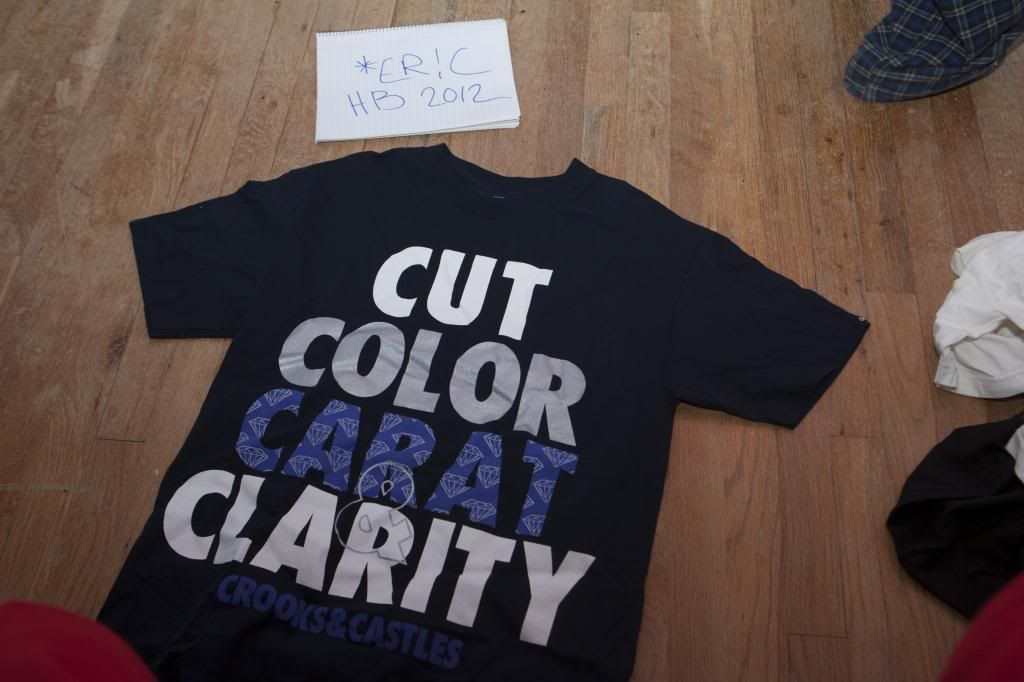 *ER!C
HB 2012
CUT
COLOR
CARAT
&
CLARITY
CROOKS&CASTLES